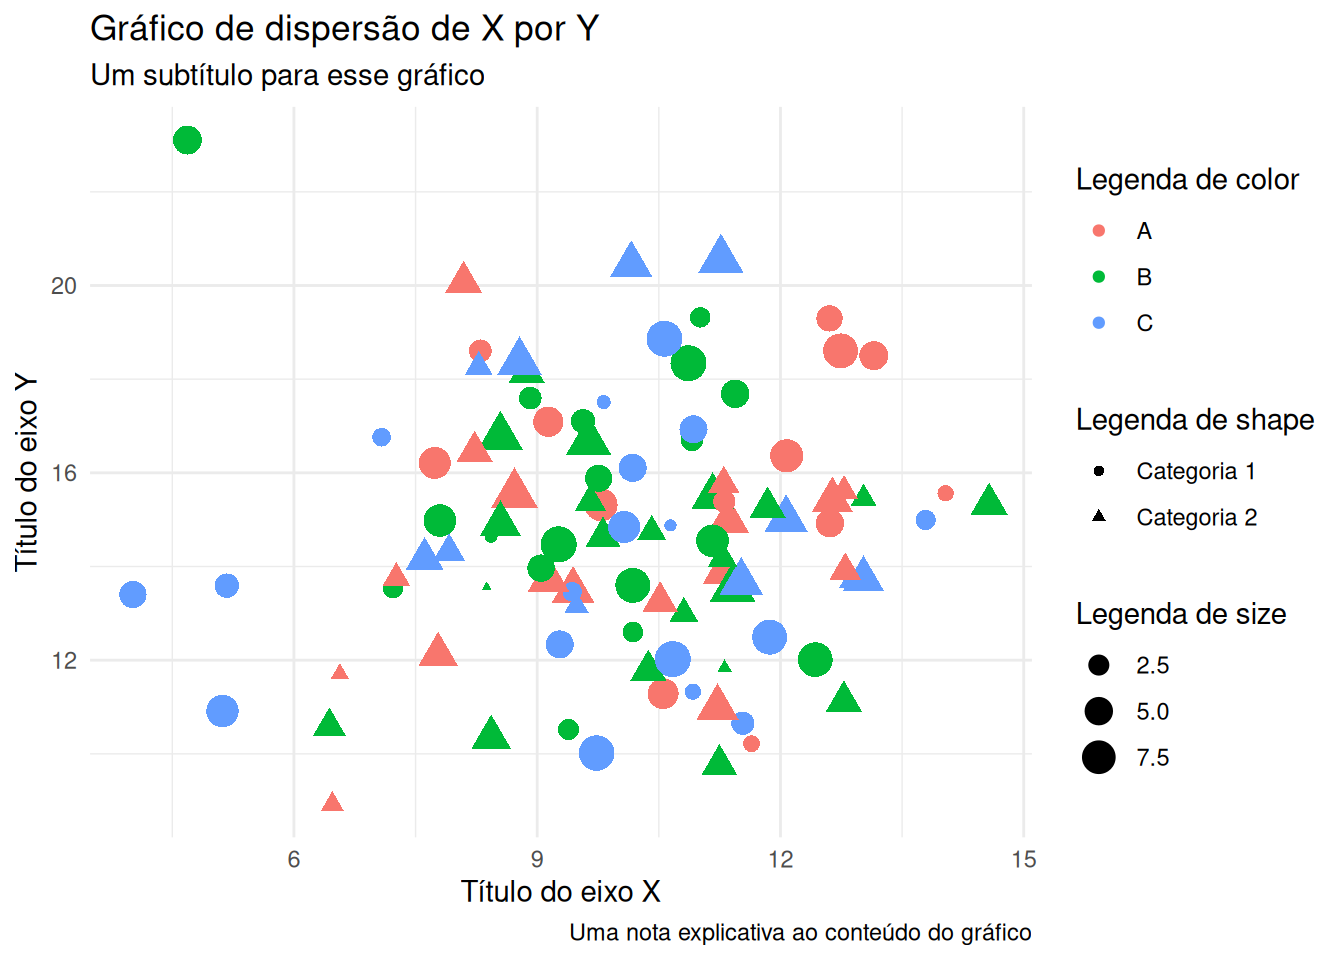 Gráfico de dispersão de X por Y
Um subtítulo para esse gráfico
Título do eixo Y
20
16
12
6
9
12
15
Título do eixo X
Uma nota explicativa ao conteúdo do gráfico
Legenda de color
A
B
C
Legenda de shape
Categoria 1
Categoria 2
Legenda de size
2.5
5.0
7.5